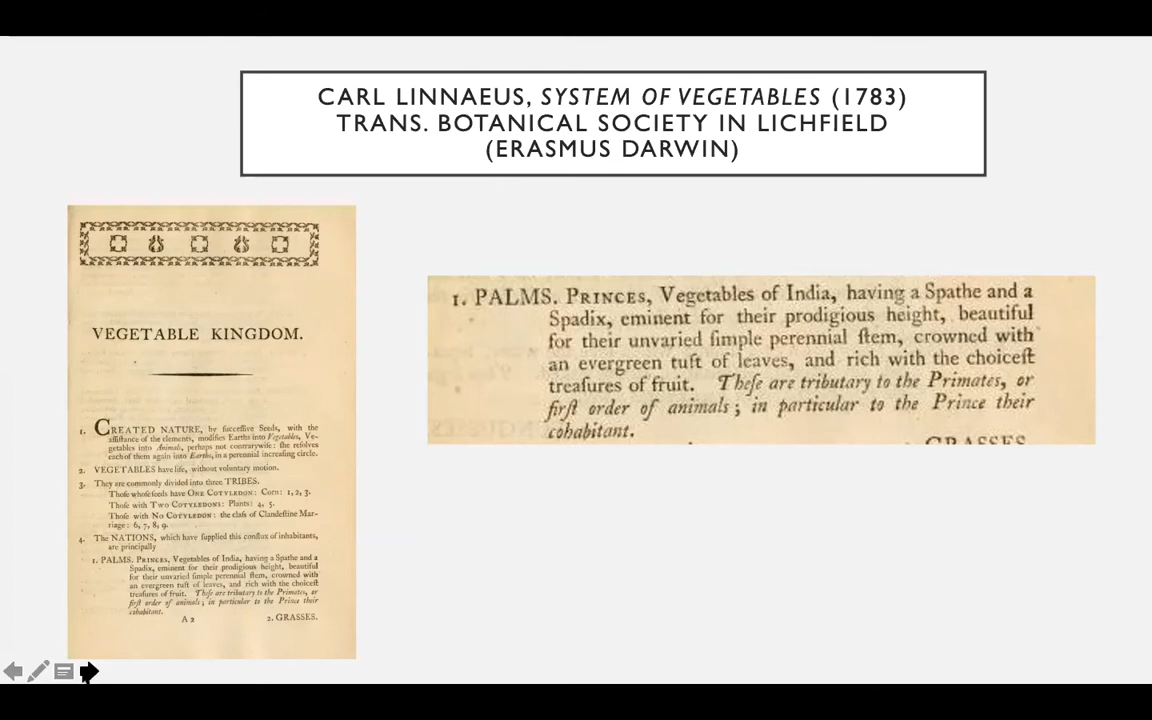 CARL LINNAEUS, SYSTEM OF VEGETABLES (1783)
TRANS. BOTANICAL SOCIETY IN LICHFIELD
(ERASMUS DARWIN)
VEGETABLE KINGDOM.
1. CREATED NATURE, by ſucceſſive Seeds, with the
aſſiſtance of the elements, modifies Earths into Vegetables, Ve-
getables into Animals, perhaps not contrarywiſe: ſhe reſolves
each of them again into Earths, in a perennial increaſing circle.
2. VEGETABLES have life, without voluntary motion.
3. They are commonly divided into three TRIBES.
Thoſe whoſe ſeeds have ONE COTYLEDON: Corn: 1, 2, 3.
Thoſe with TWO COTYLEDONS: Plants: 4, 5.
Thoſe with NO COTYLEDON: the claſs of Clandeſtine Mar-
riage: 6, 7, 8, 9.
4. The NATIONS, which have ſupplied this conflux of inhabitants,
are principally
1. PALMS. PRINCES, Vegetables of India, having a Spathe and a
Spadix, eminent for their prodigious height, beautiful
for their unvaried ſimple perennial ſtem, crowned with
an evergreen tuft of leaves, and rich with the choiceſt
treaſures of fruit. Theſe are tributary to the Primates, or
firſt order of animals; in particular to the Prince their
cohabitant.
A 2 2. GRASSES.
1. PALMS. PRINCES, Vegetables of India, having a Spathe and a
Spadix, eminent for their prodigious height, beautiful
for their unvaried ſimple perennial ſtem, crowned with
an evergreen tuft of leaves, and rich with the choiceſt
treaſures of fruit. Theſe are tributary to the Primates, or
firſt order of animals; in particular to the Prince their
cohabitant.
GRASSES